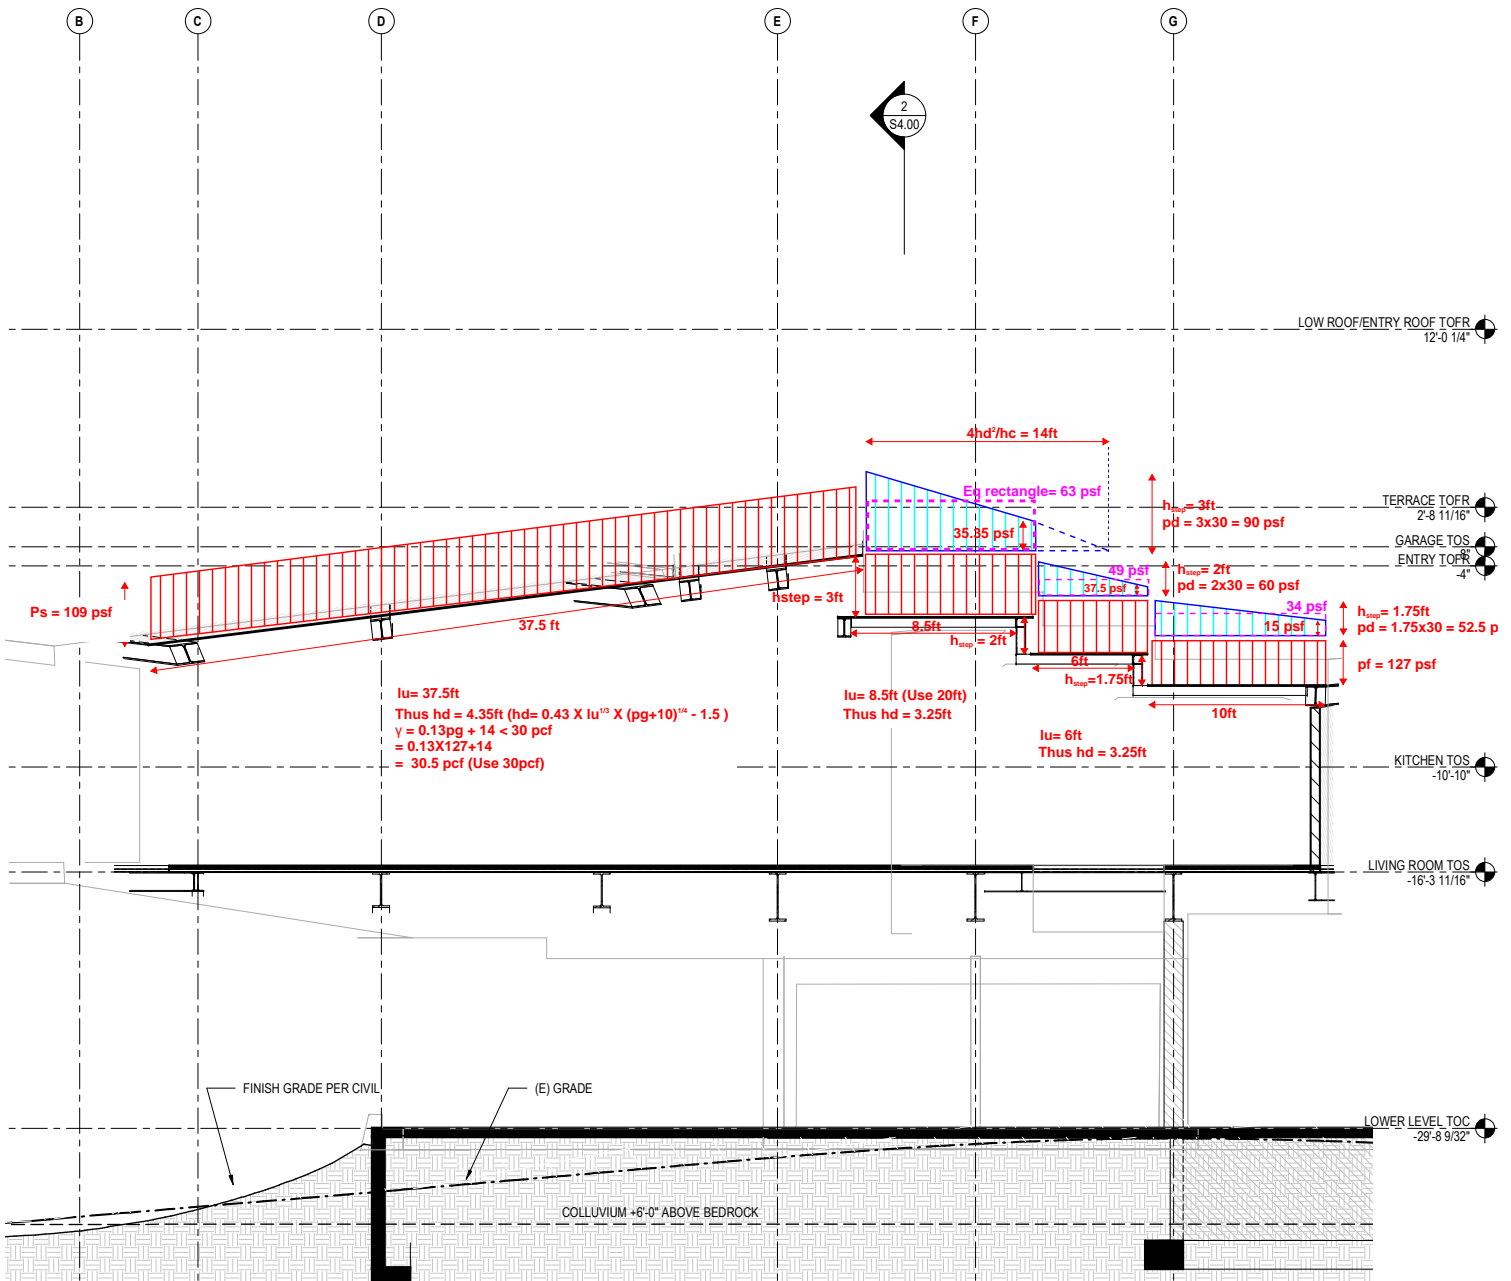 B
C
D
E
F
G
2
S4.00
LOW ROOF/ENTRY ROOF TOFR
12'-0 1/4"
4hd²/hc = 14ft
Eq rectangle= 63 psf
35.35 psf
hstep= 3ft
pd = 3x30 = 90 psf
TERRACE TOFR
2'-8 11/16"
GARAGE TOS
-8"
ENTRY TOFR
-4"
49 psf
37.5 psf
hstep= 2ft
pd = 2x30 = 60 psf
34 psf
15 psf
hstep = 1.75ft
pd = 1.75x30 = 52.5 p
Ps = 109 psf
37.5 ft
hstep = 3ft
8.5ft
hstep = 2ft
6ft
hstep=1.75ft
pf = 127 psf
10ft
lu= 37.5ft
Thus hd = 4.35ft (hd= 0.43 X lu¹ᐟ³ X (pg+10)¹ᐟ⁴ - 1.5 )
γ = 0.13pg + 14 < 30 pcf
= 0.13X127+14
= 30.5 pcf (Use 30pcf)
lu= 8.5ft (Use 20ft)
Thus hd = 3.25ft
lu= 6ft
Thus hd = 3.25ft
KITCHEN TOS
-10'-10"
LIVING ROOM TOS
-16'-3 11/16"
FINISH GRADE PER CIVIL
(E) GRADE
LOWER LEVEL TOC
-29'-8 9/32"
COLLUVIUM +6'-0" ABOVE BEDROCK